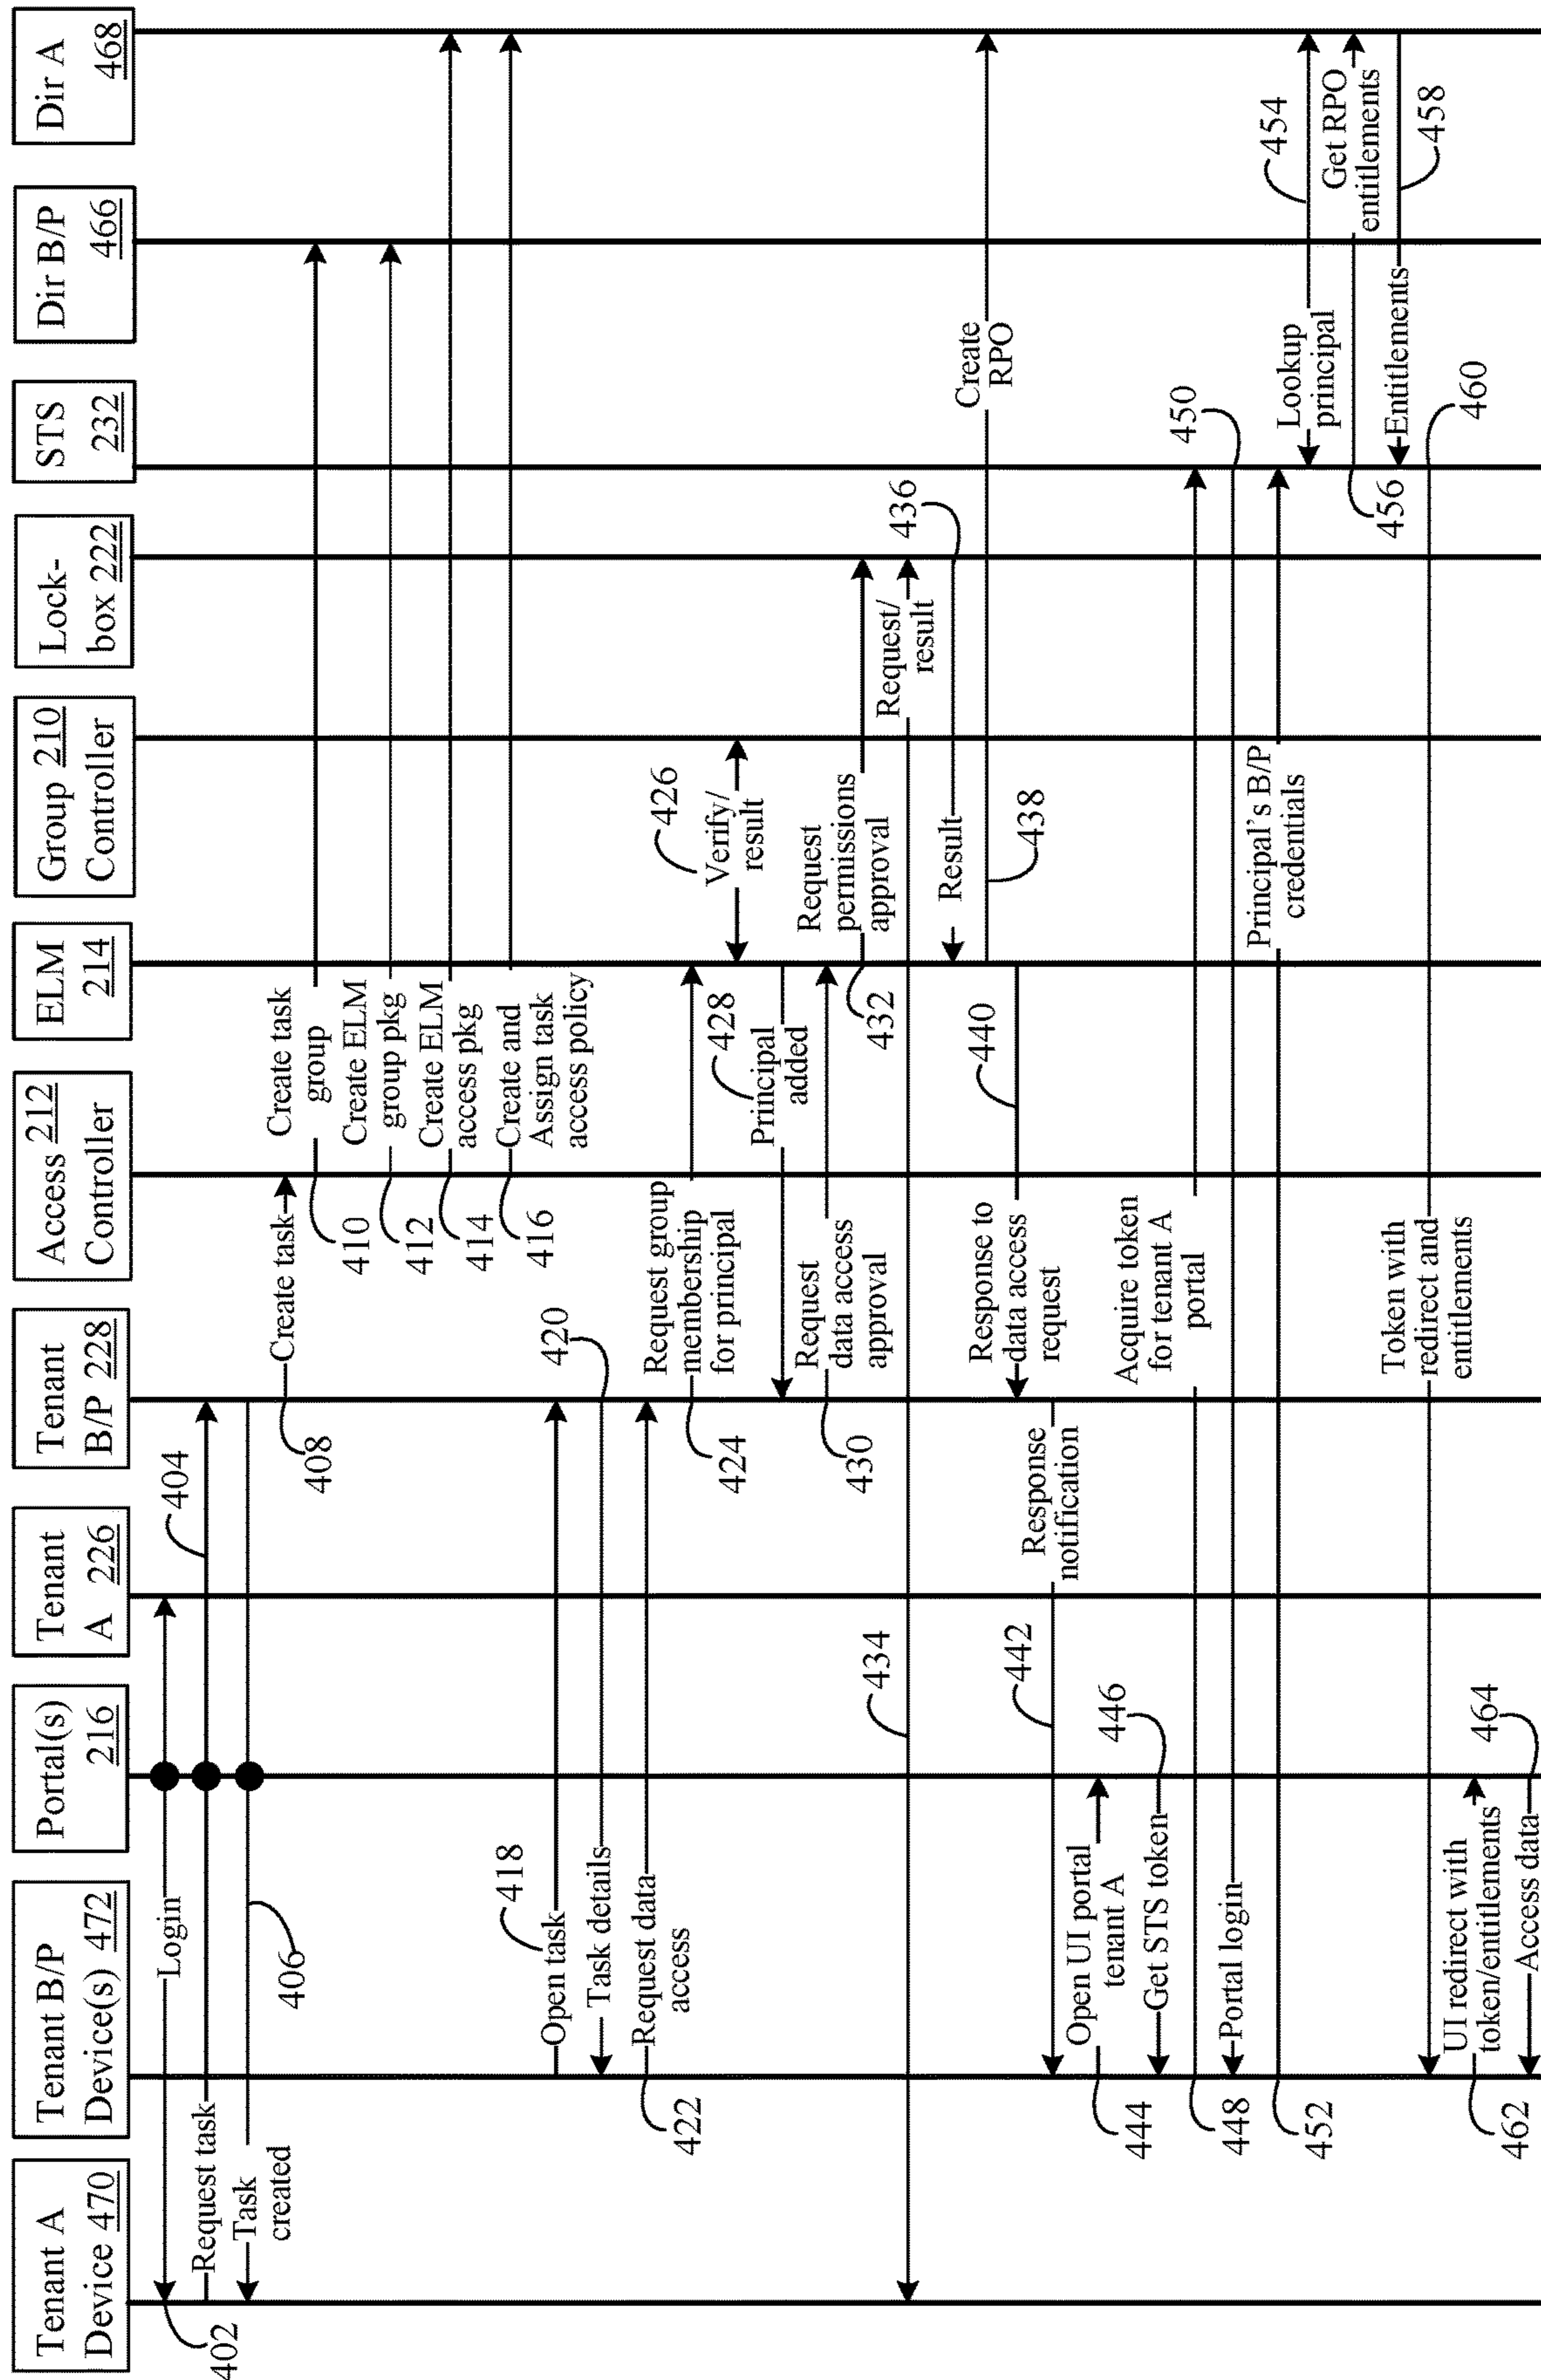 Tenant A
Device 470
Tenant B/P
Device(s) 472
Portal(s)
216
Tenant
A 226
Tenant
B/P 228
Access 212
Controller
ELM
214
Group 210
Controller
Lock-
box 222
STS
232
Dir B/P
466
Dir A
468
402
Login
Request task
404
Task
created
406
Create task
408
Create task
group
410
Create ELM
group pkg
412
Create ELM
access pkg
414
Create and
Assign task
access policy
416
Open task
418
Task details
420
Request data
access
422
Request group
membership
for principal
424
Verify/
result
426
Principal
added
428
Request
data access
approval
430
Request
permissions
approval
432
Request/
result
434
Result
436
Create
RPO
438
Response to
data access
request
440
Response
notification
442
Open UI portal
tenant A
444
Get STS token
446
Acquire token
for tenant A
portal
448
Portal login
450
Principal's B/P
credentials
452
Lookup
principal
454
Get RPO
entitlements
456
Entitlements
458
Token with
redirect and
entitlements
460
UI redirect with
token/entitlements
462
Access data
464